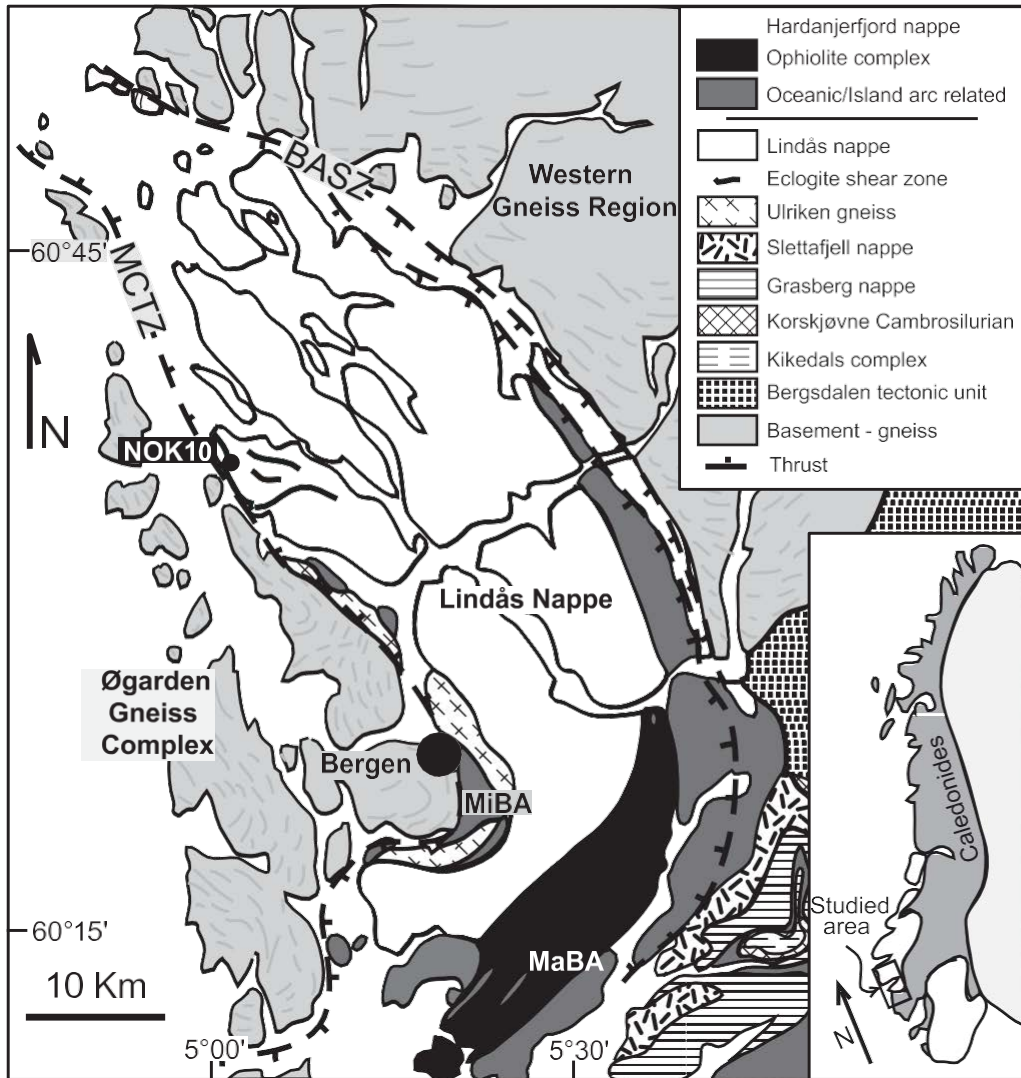 Hardanjerfjord nappe
Ophiolite complex
Oceanic/Island arc related
Lindås nappe
Eclogite shear zone
Ulriken gneiss
Slettafjell nappe
Grasberg nappe
Korskjøvne Cambrosilurian
Kikedals complex
Bergsdalen tectonic unit
Basement - gneiss
Thrust
BASZ
Western
Gneiss Region
60°45'
MCTZ
N
NOK10
Lindås Nappe
Øgarden
Gneiss
Complex
Bergen
MiBA
60°15'
MaBA
10 Km
5°00'
5°30'
Caledonides
Studied
area
N